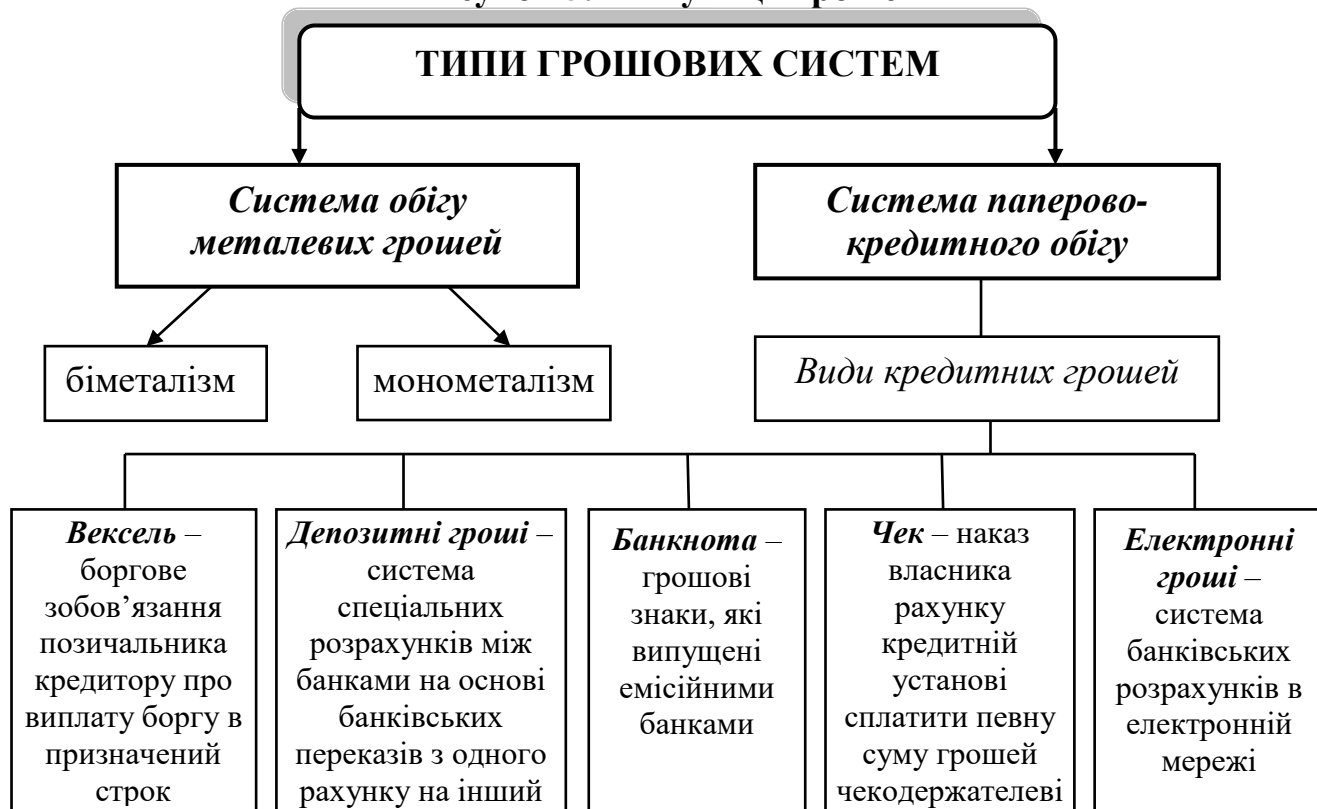 ТИПИ ГРОШОВИХ СИСТЕМ
Система обігу
металевих грошей
Система паперово-
кредитного обігу
біметалізм
монометалізм
Види кредитних грошей
Вексель –
боргове
зобов’язання
позичальника
кредитору про
виплату боргу в
призначений
строк
Депозитні гроші –
система
спеціальних
розрахунків між
банками на основі
банківських
переказів з одного
рахунку на інший
Банкнота –
грошові
знаки, які
випущені
емісійними
банками
Чек – наказ
власника
рахунку
кредитній
установі
сплатити певну
суму грошей
чекодержателеві
Електронні
гроші –
система
банківських
розрахунків в
електронній
мережі